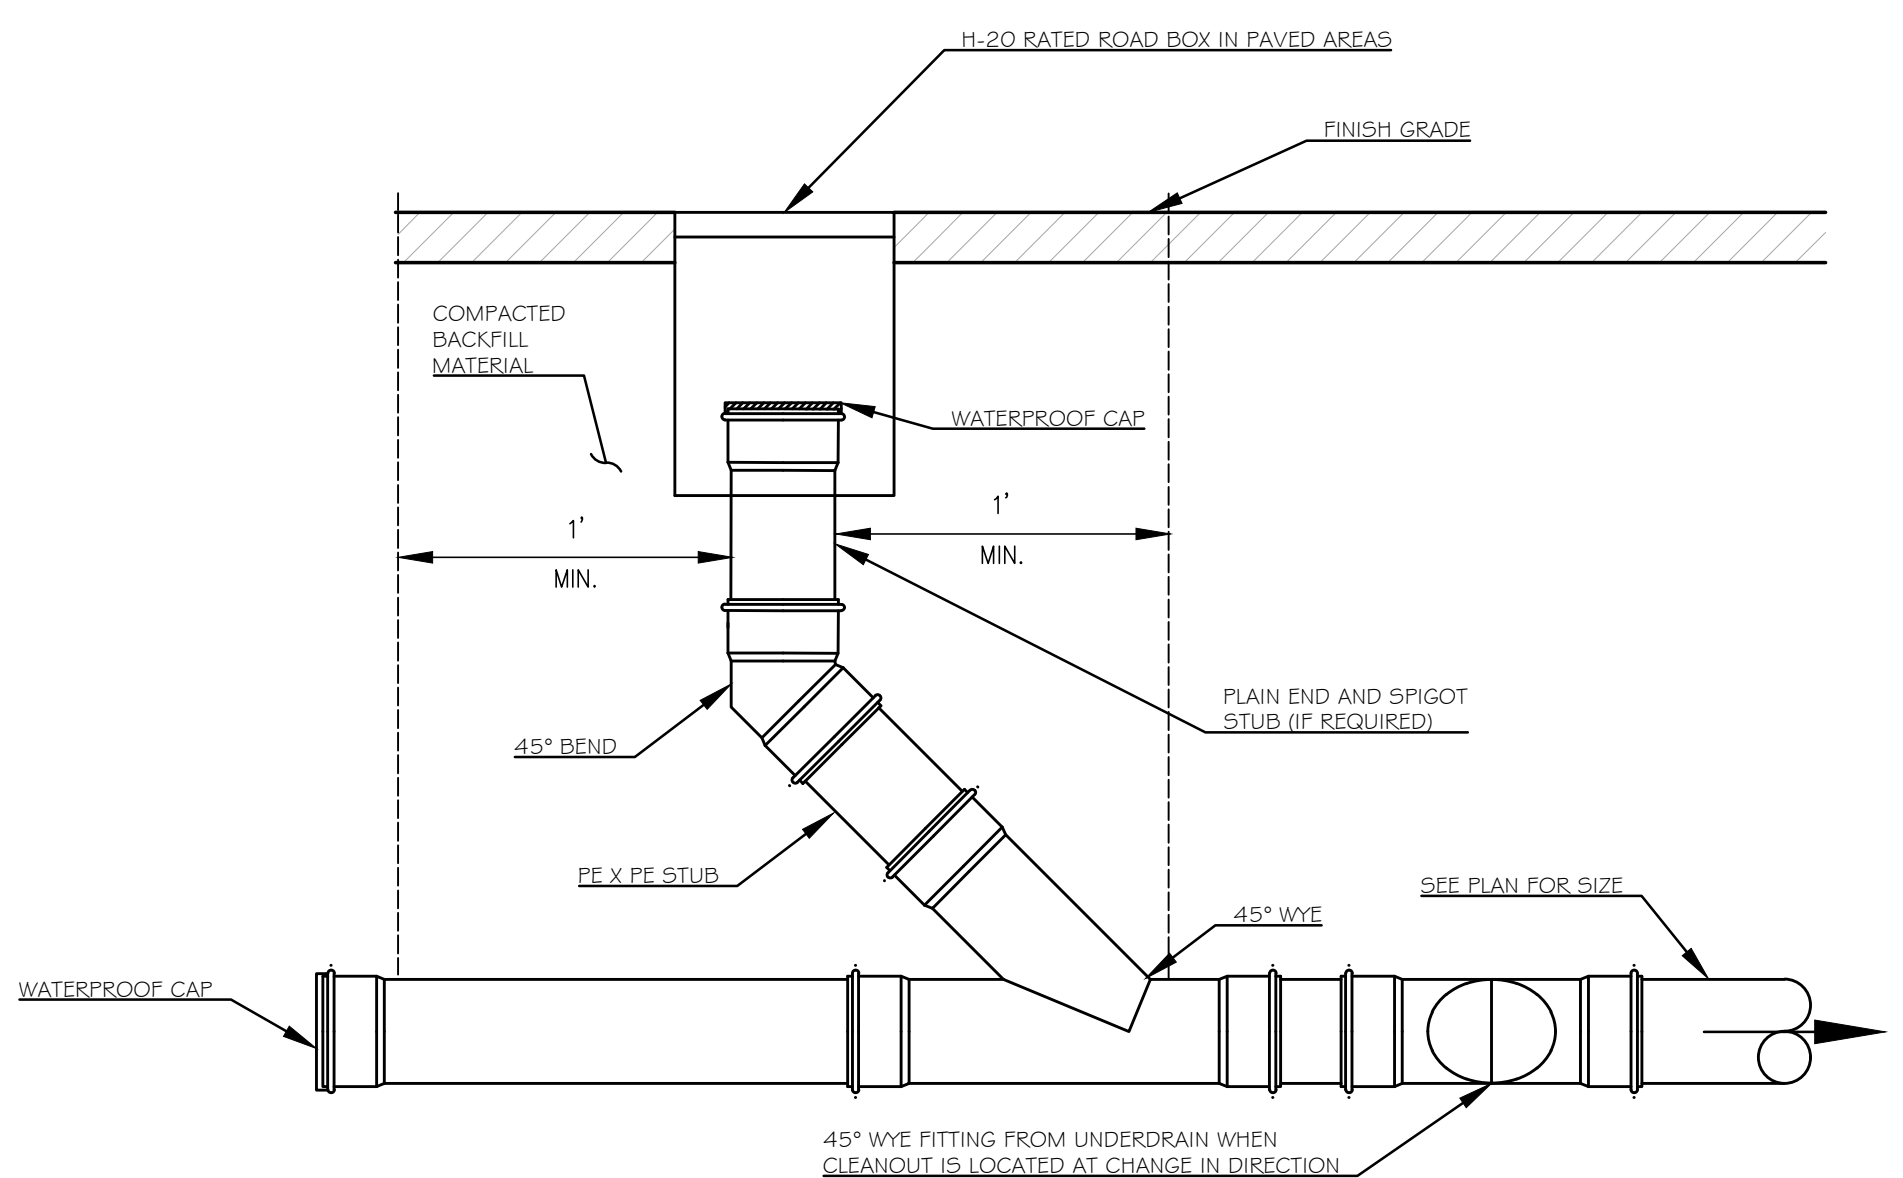 H-20 RATED ROAD BOX IN PAVED AREAS
FINISH GRADE
COMPACTED
BACKFILL
MATERIAL
WATERPROOF CAP
1'
MIN.
1'
MIN.
PLAIN END AND SPIGOT
STUB (IF REQUIRED)
45° BEND
PE X PE STUB
SEE PLAN FOR SIZE
45° WYE
WATERPROOF CAP
45° WYE FITTING FROM UNDERDRAIN WHEN
CLEANOUT IS LOCATED AT CHANGE IN DIRECTION